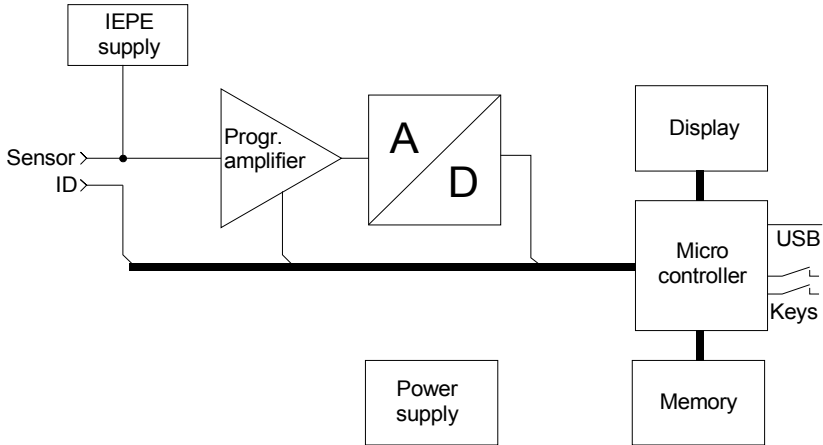 IEPE
supply
Sensor
ID
Progr.
amplifier
A
D
Display
Micro
controller
USB
Keys
Power
supply
Memory